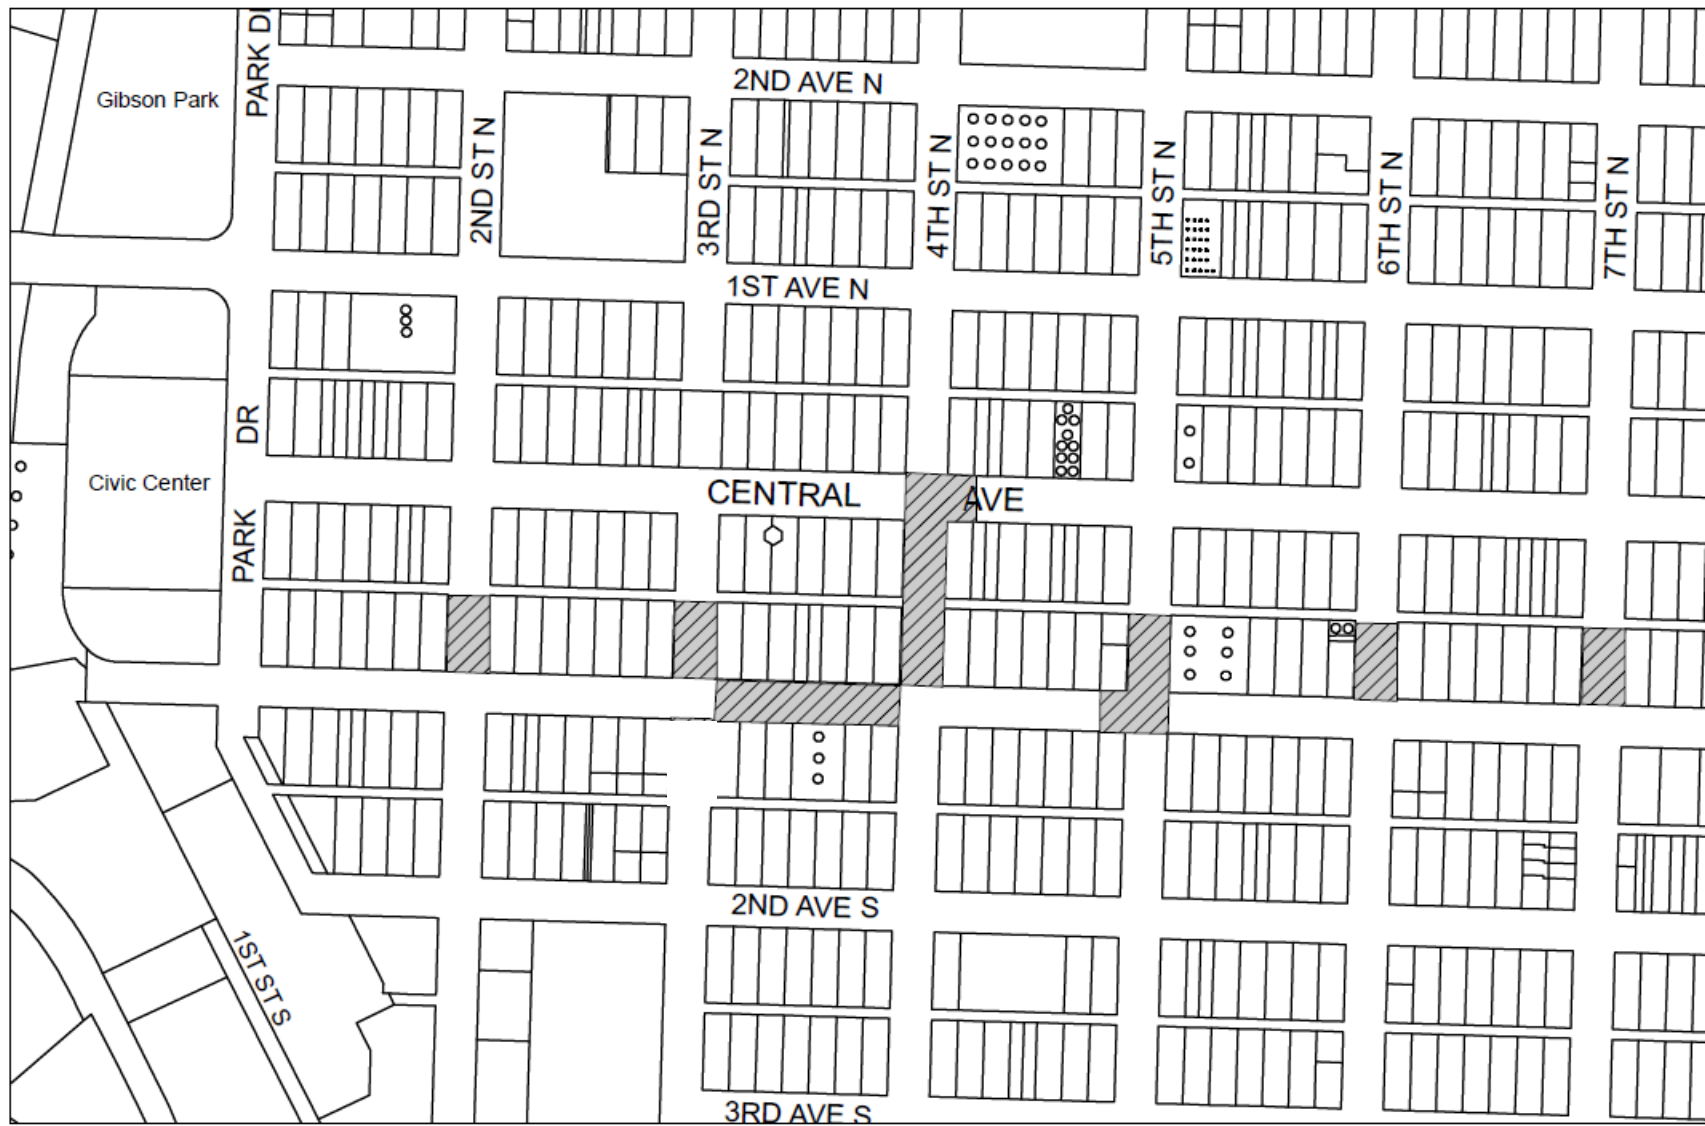 PARK DR
2ND AVE N
Gibson Park
2ND ST N
3RD ST N
4TH ST N
5TH ST N
6TH ST N
7TH ST N
1ST AVE N
PARK DR
Civic Center
CENTRAL AVE
2ND AVE S
1ST ST S
3RD AVE S